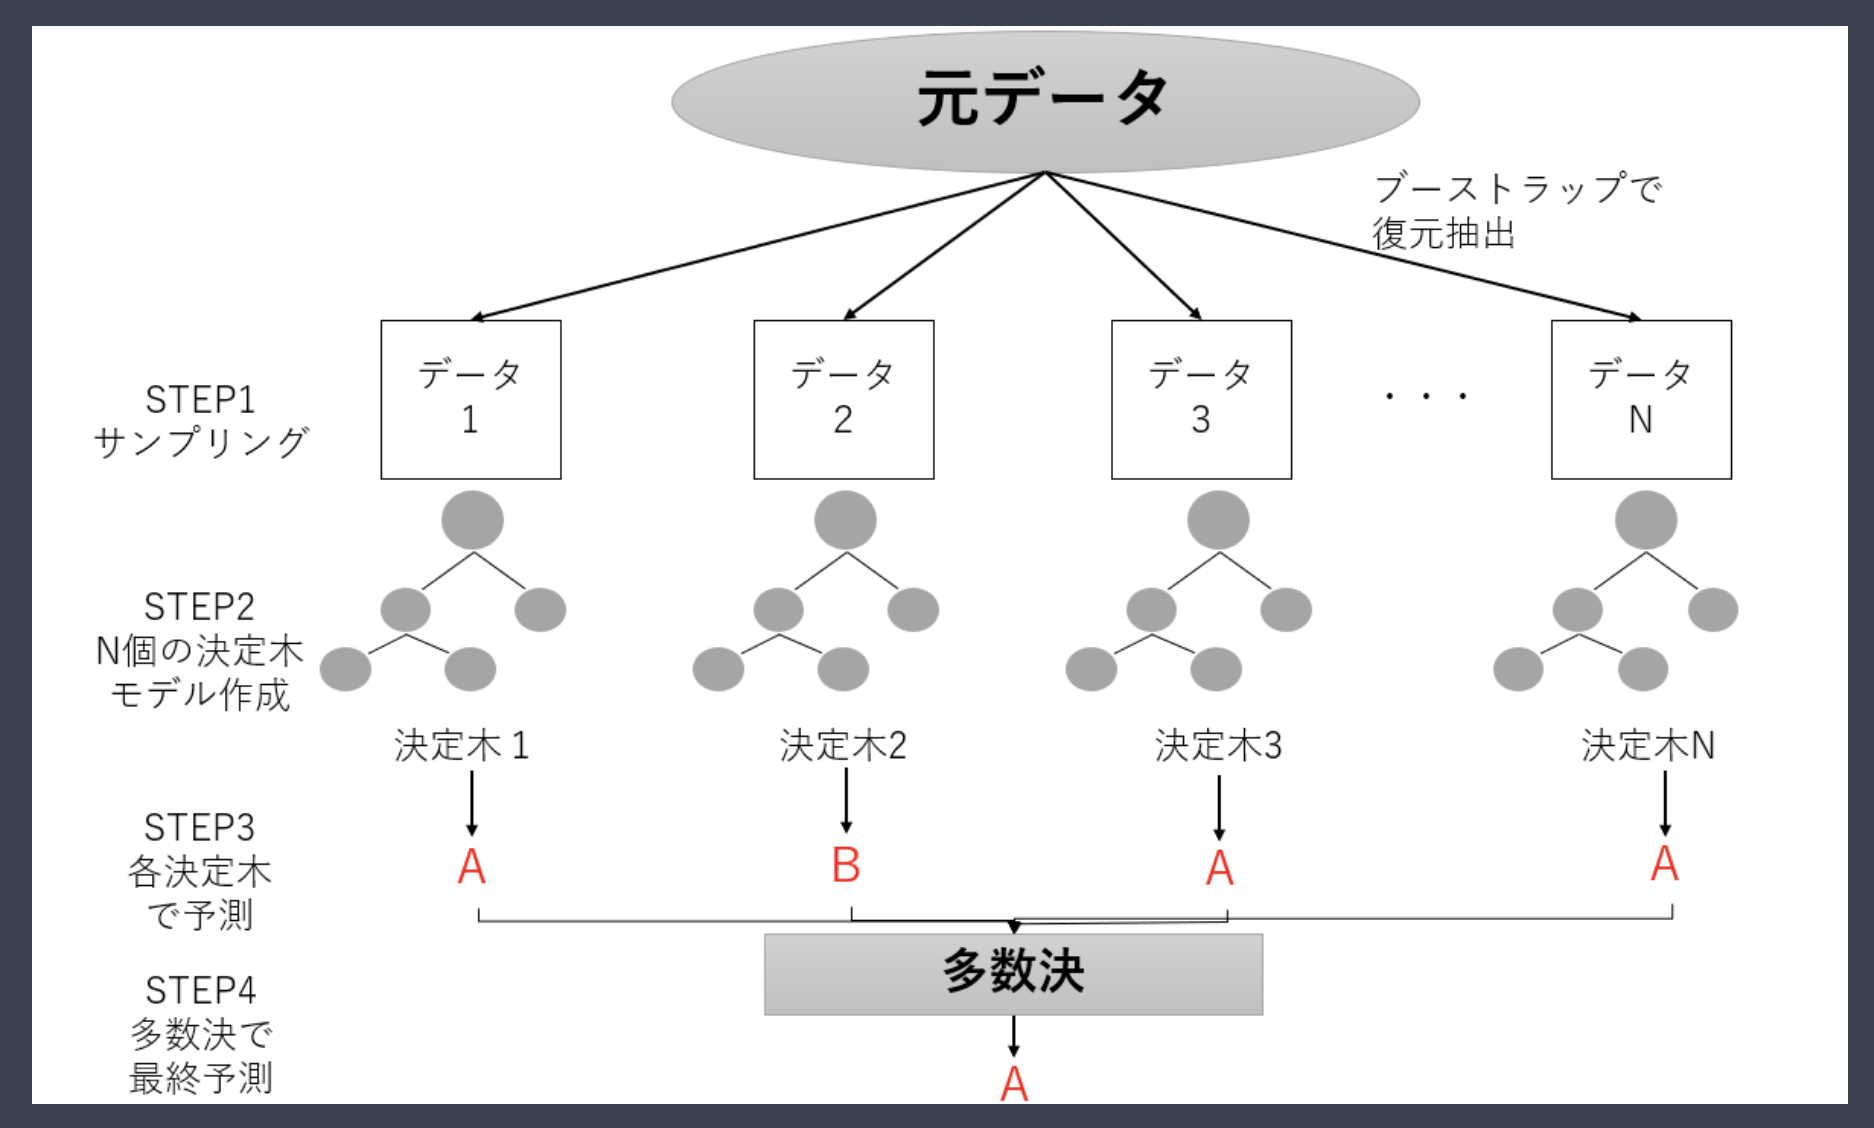 元データ
ブーストラップで
復元抽出
STEP1
サンプリング
データ
1
データ
2
データ
3
・・・
データ
N
STEP2
N個の決定木
モデル作成
決定木1
決定木2
決定木3
決定木N
STEP3
各決定木
で予測
A
B
A
A
STEP4
多数決で
最終予測
多数決
A